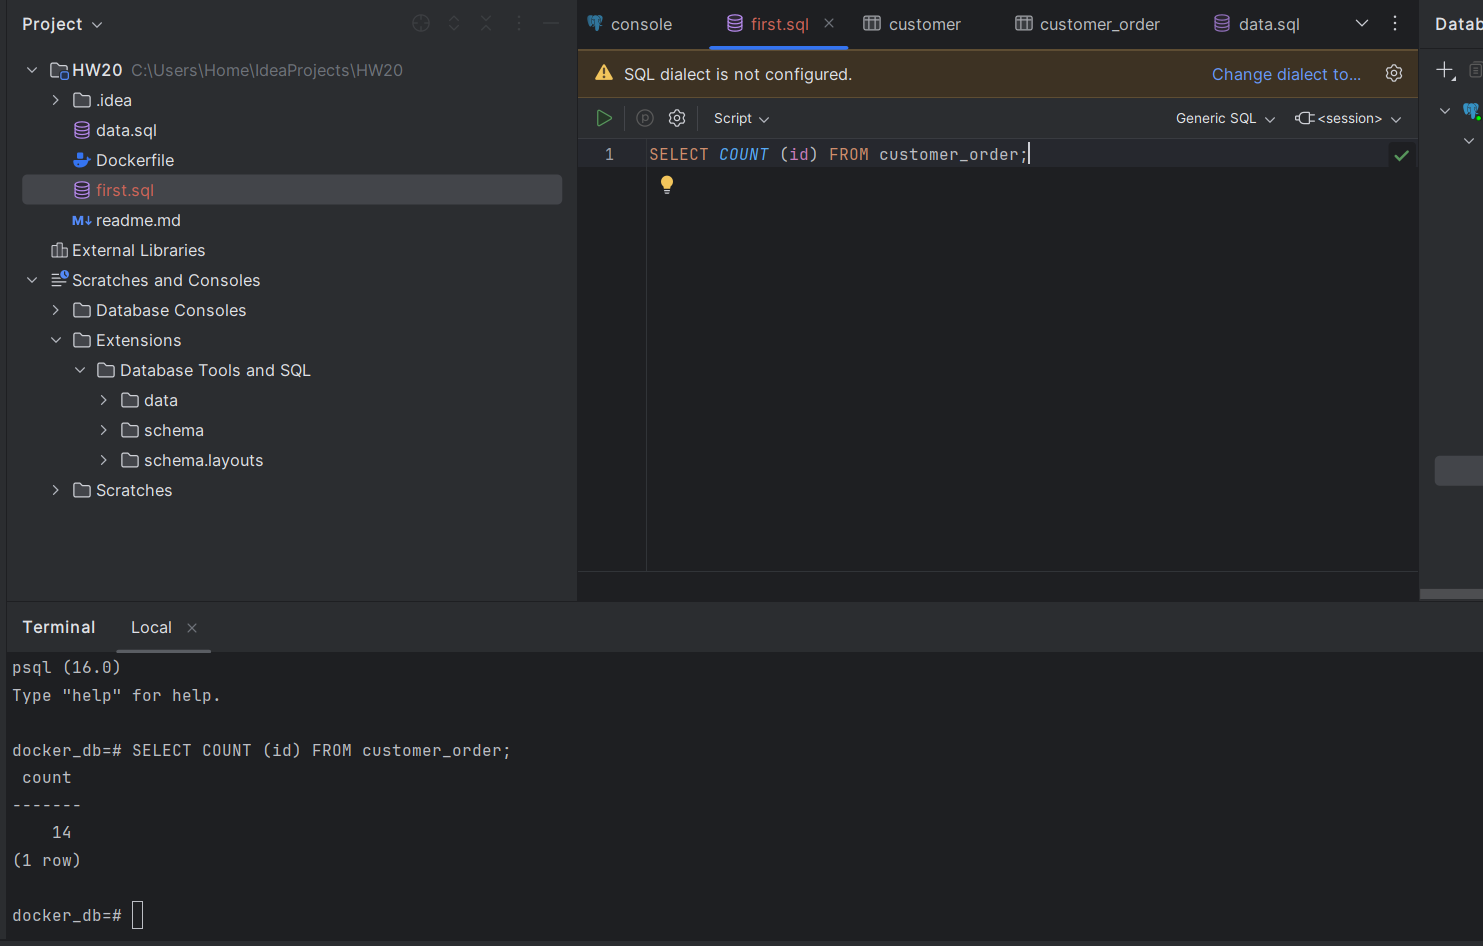 Project
HW20 C:\Users\Home\IdeaProjects\HW20
.idea
data.sql
Dockerfile
first.sql
M↓ readme.md
External Libraries
Scratches and Consoles
Database Consoles
Extensions
Database Tools and SQL
data
schema
schema.layouts
Scratches
console
first.sql
customer
customer_order
data.sql
SQL dialect is not configured. Change dialect to...
Script Generic SQL <session>
1 SELECT COUNT (id) FROM customer_order;
Datab
Terminal Local
psql (16.0)
Type "help" for help.
docker_db=# SELECT COUNT (id) FROM customer_order;
count
-------
14
(1 row)
docker_db=#